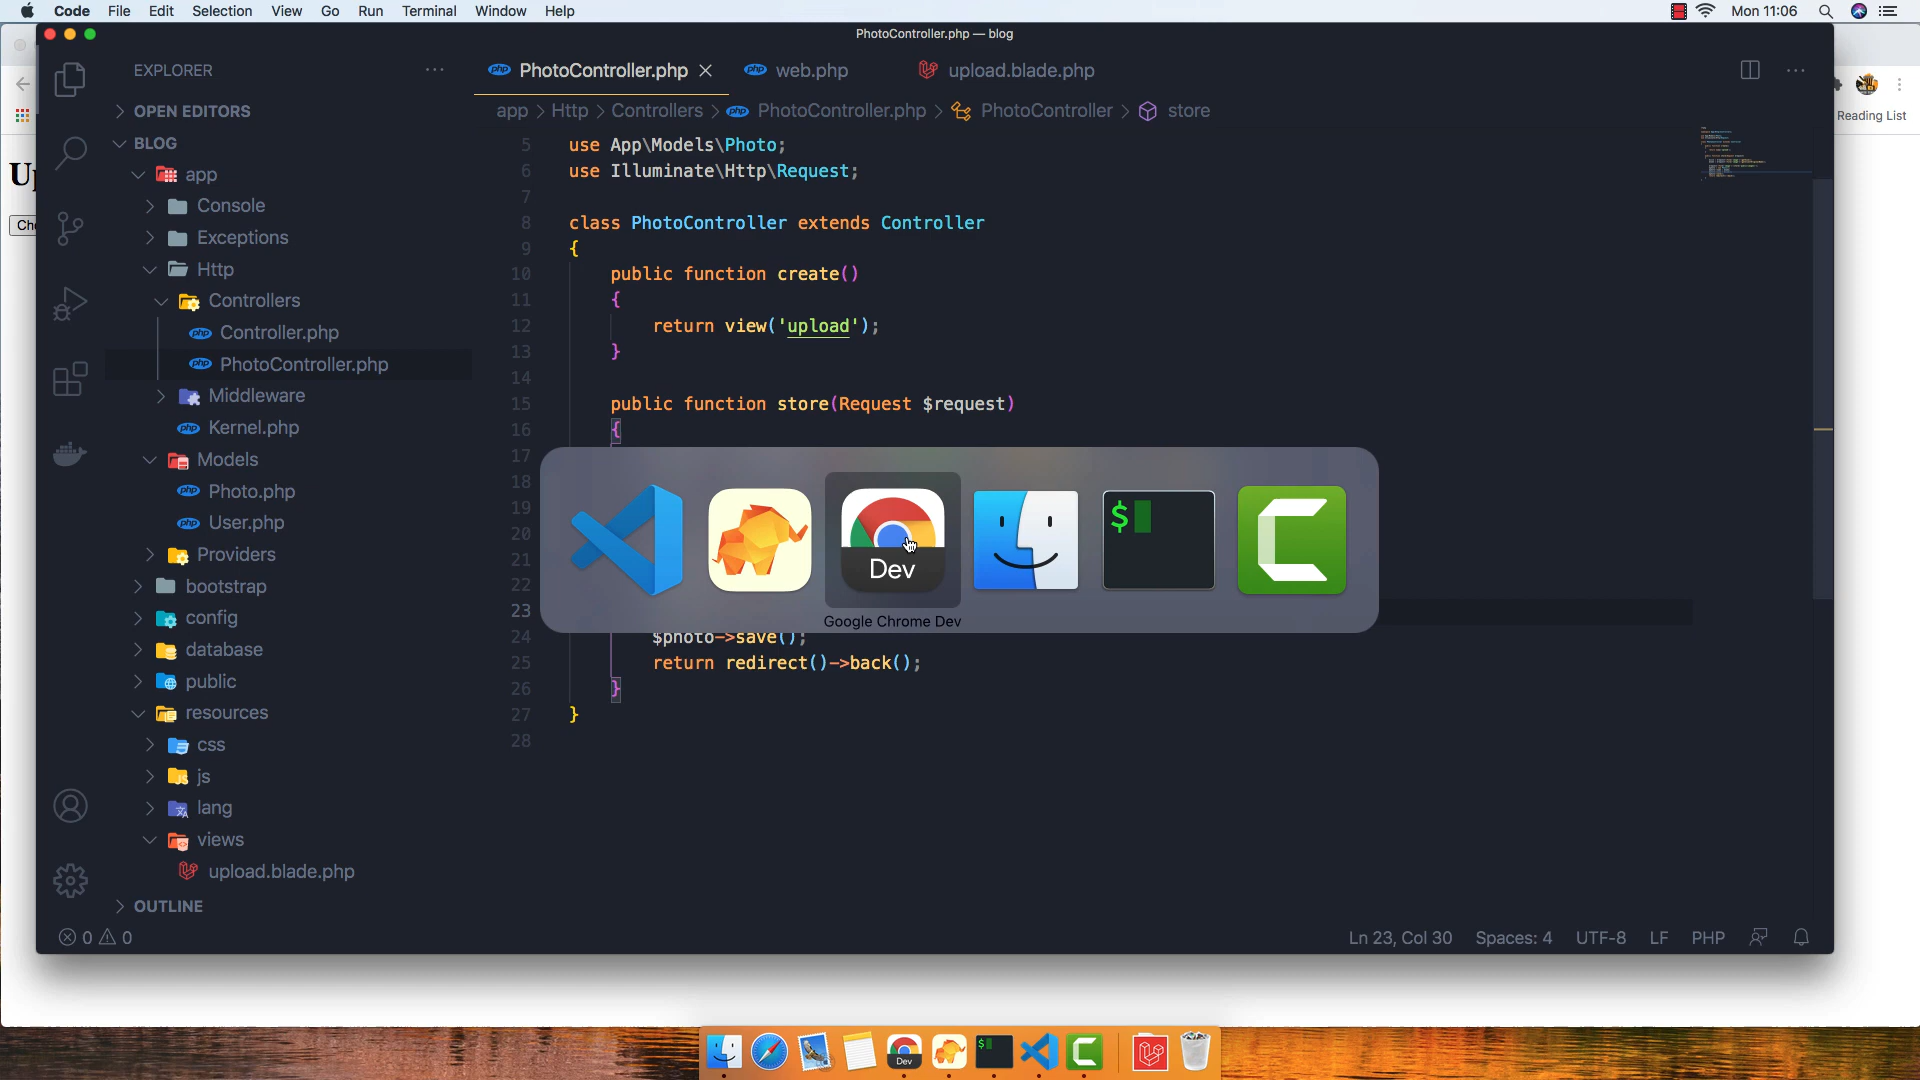 Code File Edit Selection View Go Run Terminal Window Help Mon 11:06
PhotoController.php — blog
EXPLORER
PhotoController.php web.php upload.blade.php
OPEN EDITORS
app > Http > Controllers > PhotoController.php > PhotoController > store
Reading List
BLOG
app
Console
Exceptions
Http
Controllers
Controller.php
PhotoController.php
Middleware
Kernel.php
Models
Photo.php
User.php
Providers
bootstrap
config
database
public
resources
css
js
lang
views
upload.blade.php
OUTLINE
5 use App\Models\Photo;
6 use Illuminate\Http\Request;
7
8 class PhotoController extends Controller
9 {
10 public function create()
11 {
12 return view('upload');
13 }
14
15 public function store(Request $request)
16 {
17
18
19
20
21
22
23
24 $photo->save();
25 return redirect()->back();
26 }
27 }
28
Dev
$
Google Chrome Dev
0 0
Ln 23, Col 30 Spaces: 4 UTF-8 LF PHP